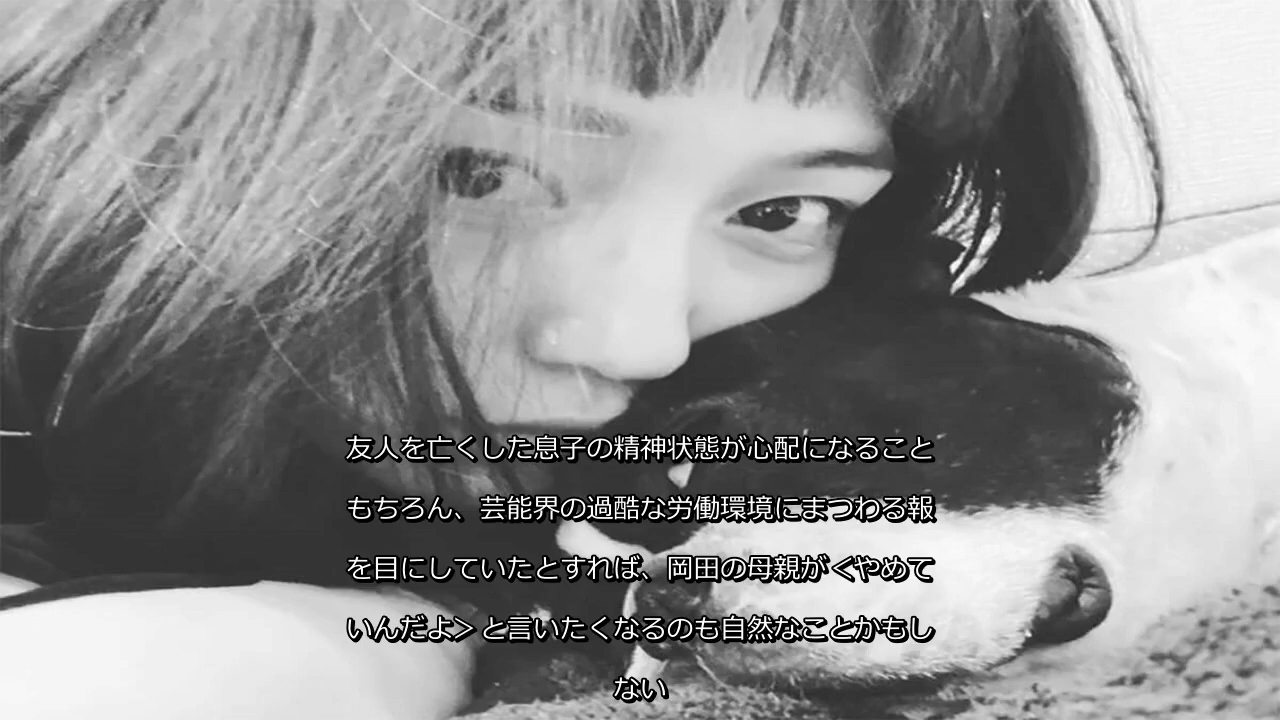 友人を亡くした息子の精神状態が心配になること
もちろん、芸能界の過酷な労働環境にまつわる報
を目にしていたとすれば、岡田の母親が<やめて
いんだよ> と言いたくなるのも自然なことかもし
ない